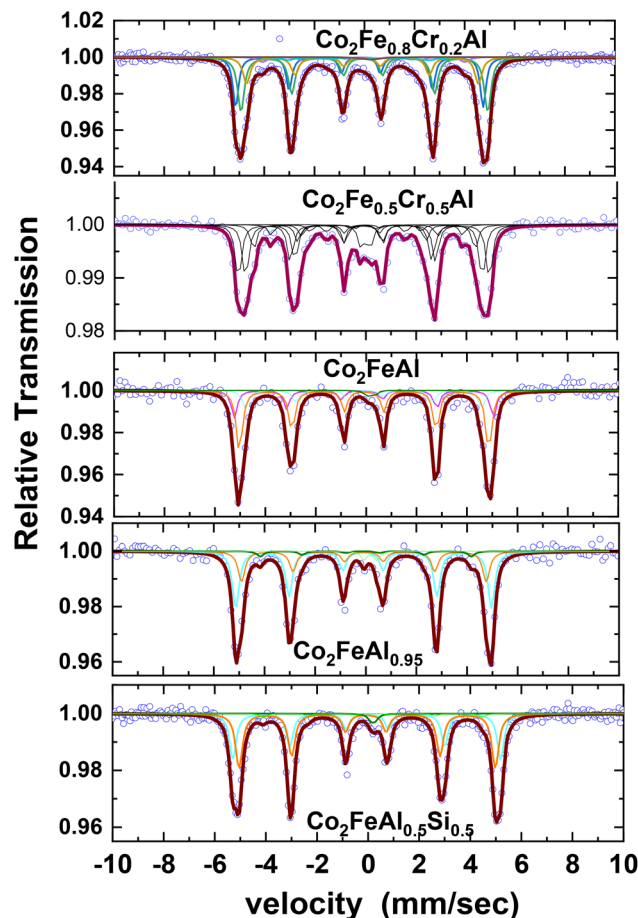 Relative Transmission
1.02
1.00
0.98
0.96
0.94
Co₂Fe₀.₈Cr₀.₂Al
1.00
0.99
0.98
Co₂Fe₀.₅Cr₀.₅Al
1.00
0.98
0.96
0.94
Co₂FeAl
1.00
0.98
0.96
Co₂FeAl₀.₉₅
1.00
0.98
0.96
Co₂FeAl₀.₅Si₀.₅
-10 -8 -6 -4 -2 0 2 4 6 8 10
velocity (mm/sec)